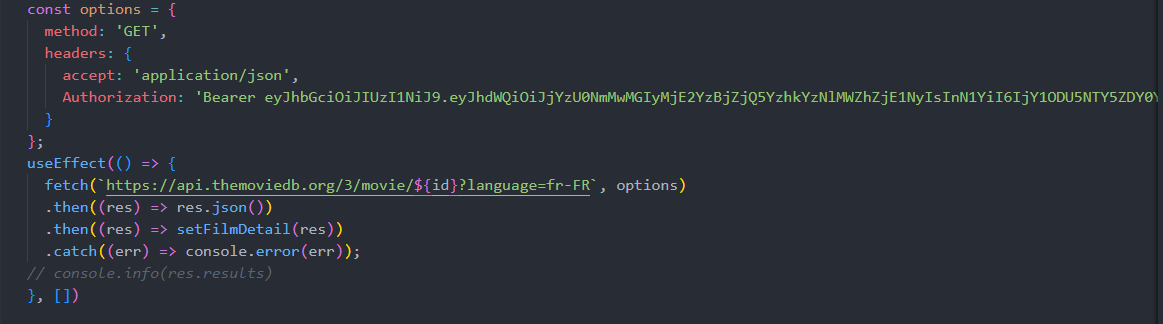 const options = {
method: 'GET',
headers: {
accept: 'application/json',
Authorization: 'Bearer eyJhbGciOiJIUzI1NiJ9.eyJhdWQiOiJjYzU0NmMwMGIyMjE2YzBjZjQ5YzhkYzNlMWZhZjE1NyIsInN1YiI6IjY1ODU5NTY5ZDY0Y
}
};
useEffect(() => {
fetch(`https://api.themoviedb.org/3/movie/${id}?language=fr-FR`, options)
.then((res) => res.json())
.then((res) => setFilmDetail(res))
.catch((err) => console.error(err));
// console.info(res.results)
}, [])